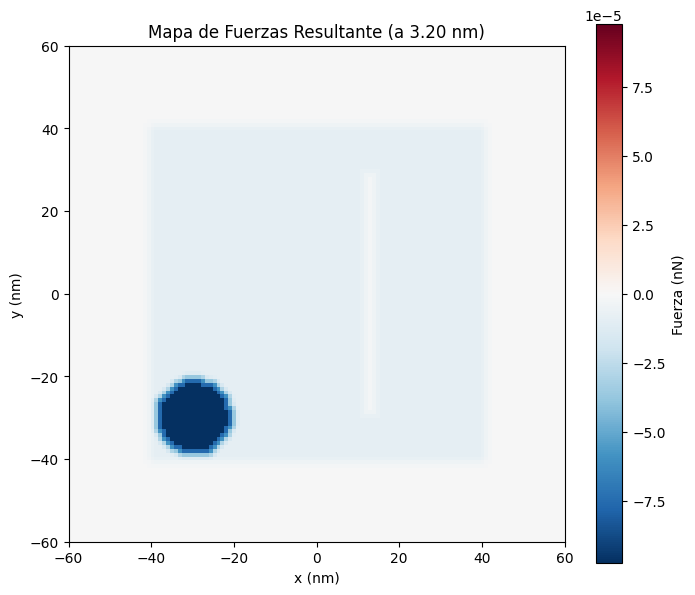 Mapa de Fuerzas Resultante (a 3.20 nm)
1e−5
60
40
20
0
−20
−40
−60
y (nm)
−60 −40 −20 0 20 40 60
x (nm)
7.5
5.0
2.5
0.0
−2.5
−5.0
−7.5
Fuerza (nN)